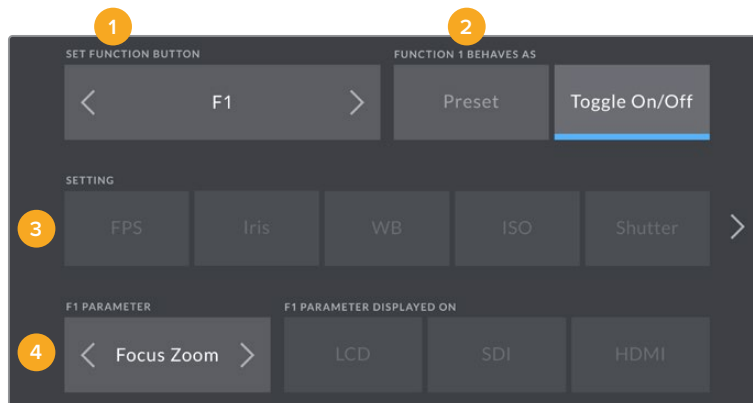 1 2
SET FUNCTION BUTTON FUNCTION 1 BEHAVES AS
F1 Preset Toggle On/Off
SETTING
3 FPS Iris WB ISO Shutter
F1 PARAMETER F1 PARAMETER DISPLAYED ON
4 Focus Zoom LCD SDI HDMI